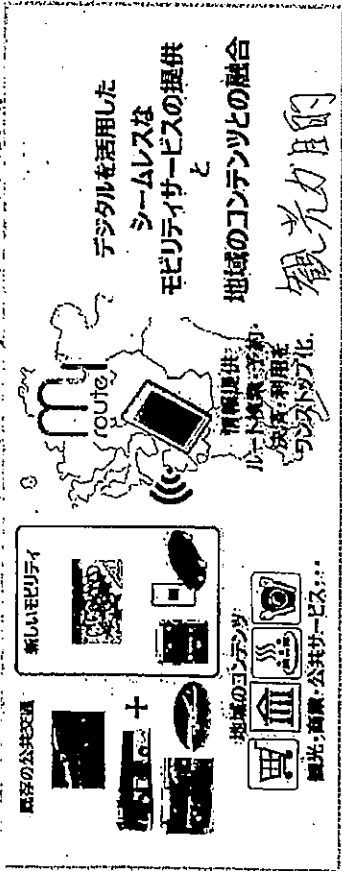 既存の公共交通
＋
新しいモビリティ
地域のコンテンツ
観光・商業・公共サービス…
my
route
情報提供・
ルート検索・予約・
決済・利用を
ワンストップ化
デジタルを活用した
シームレスな
モビリティサービスの提供
と
地域のコンテンツとの融合